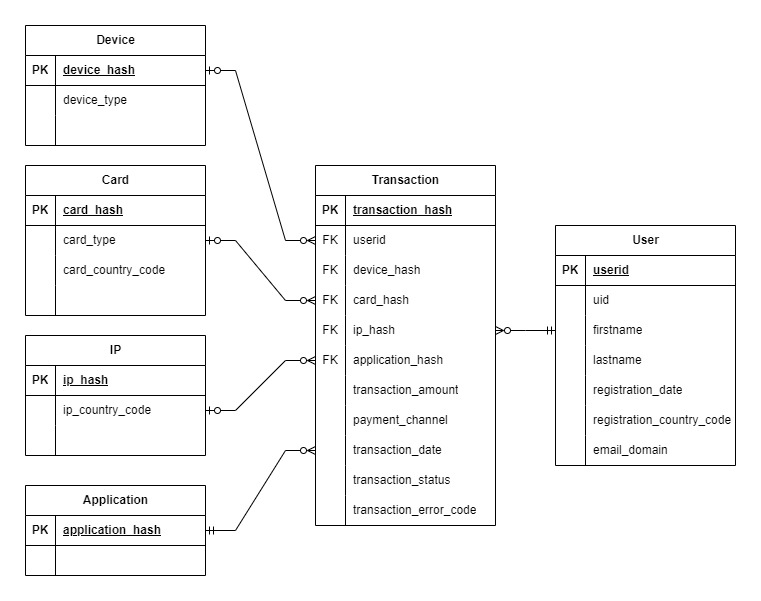 Device
PK device_hash
device_type
Card
PK card_hash
card_type
card_country_code
IP
PK ip_hash
ip_country_code
Application
PK application_hash
Transaction
PK transaction_hash
FK userid
FK device_hash
FK card_hash
FK ip_hash
FK application_hash
transaction_amount
payment_channel
transaction_date
transaction_status
transaction_error_code
User
PK userid
uid
firstname
lastname
registration_date
registration_country_code
email_domain